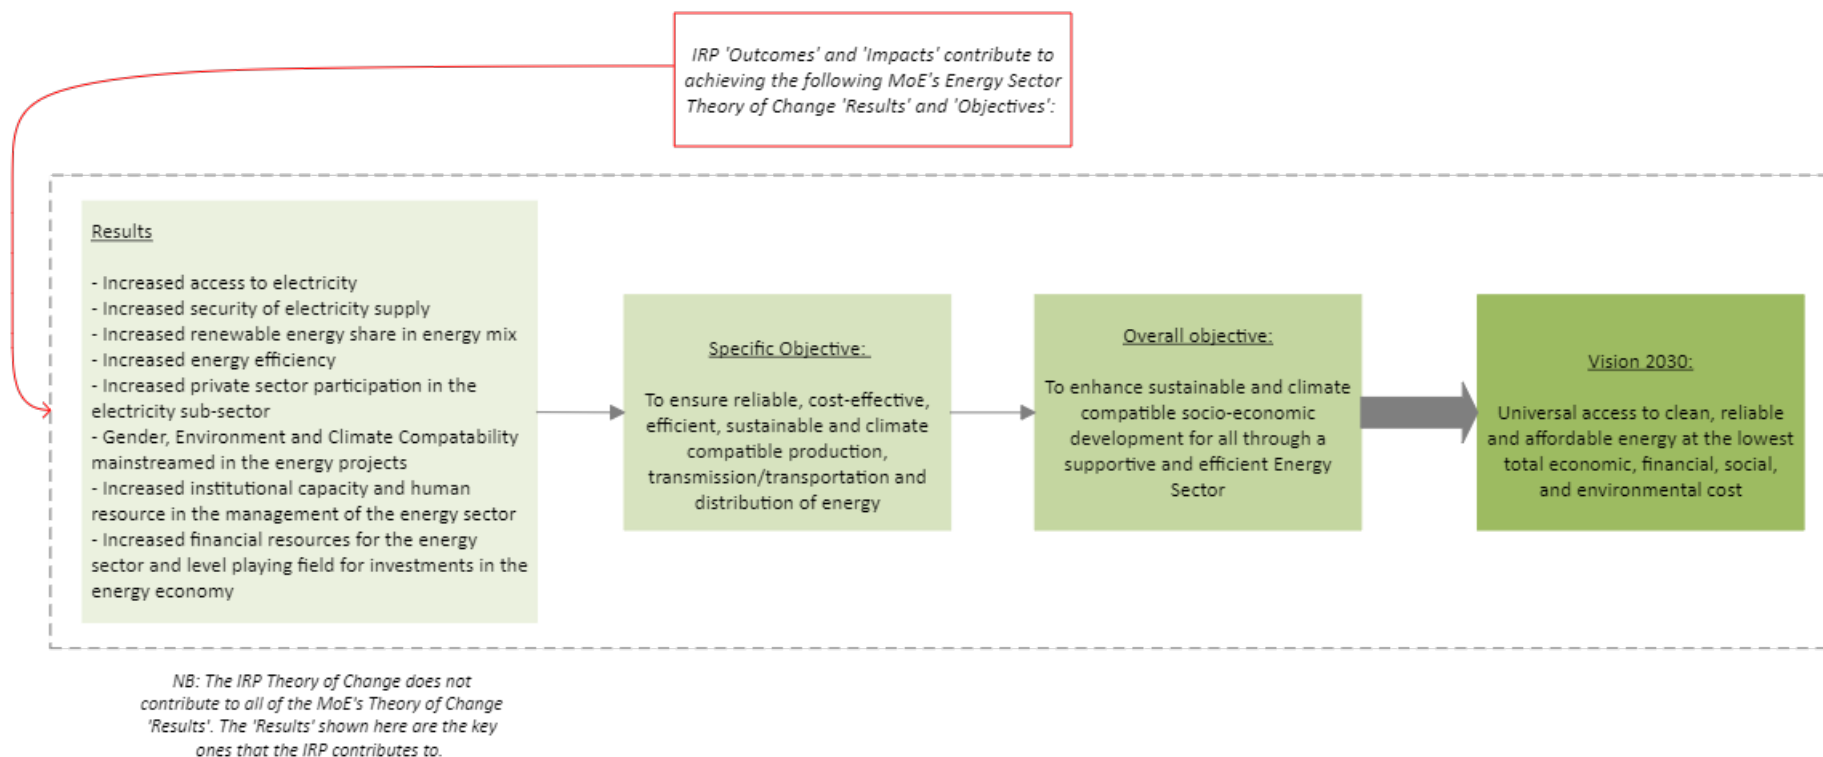 IRP 'Outcomes' and 'Impacts' contribute to
achieving the following MoE's Energy Sector
Theory of Change 'Results' and 'Objectives':
Results
- Increased access to electricity
- Increased security of electricity supply
- Increased renewable energy share in energy mix
- Increased energy efficiency
- Increased private sector participation in the
electricity sub-sector
- Gender, Environment and Climate Compatability
mainstreamed in the energy projects
- Increased institutional capacity and human
resource in the management of the energy sector
- Increased financial resources for the energy
sector and level playing field for investments in the
energy economy
Specific Objective:
To ensure reliable, cost-effective,
efficient, sustainable and climate
compatible production,
transmission/transportation and
distribution of energy
Overall objective:
To enhance sustainable and climate
compatible socio-economic
development for all through a
supportive and efficient Energy
Sector
Vision 2030:
Universal access to clean, reliable
and affordable energy at the lowest
total economic, financial, social,
and environmental cost
NB: The IRP Theory of Change does not
contribute to all of the MoE's Theory of Change
'Results'. The 'Results' shown here are the key
ones that the IRP contributes to.